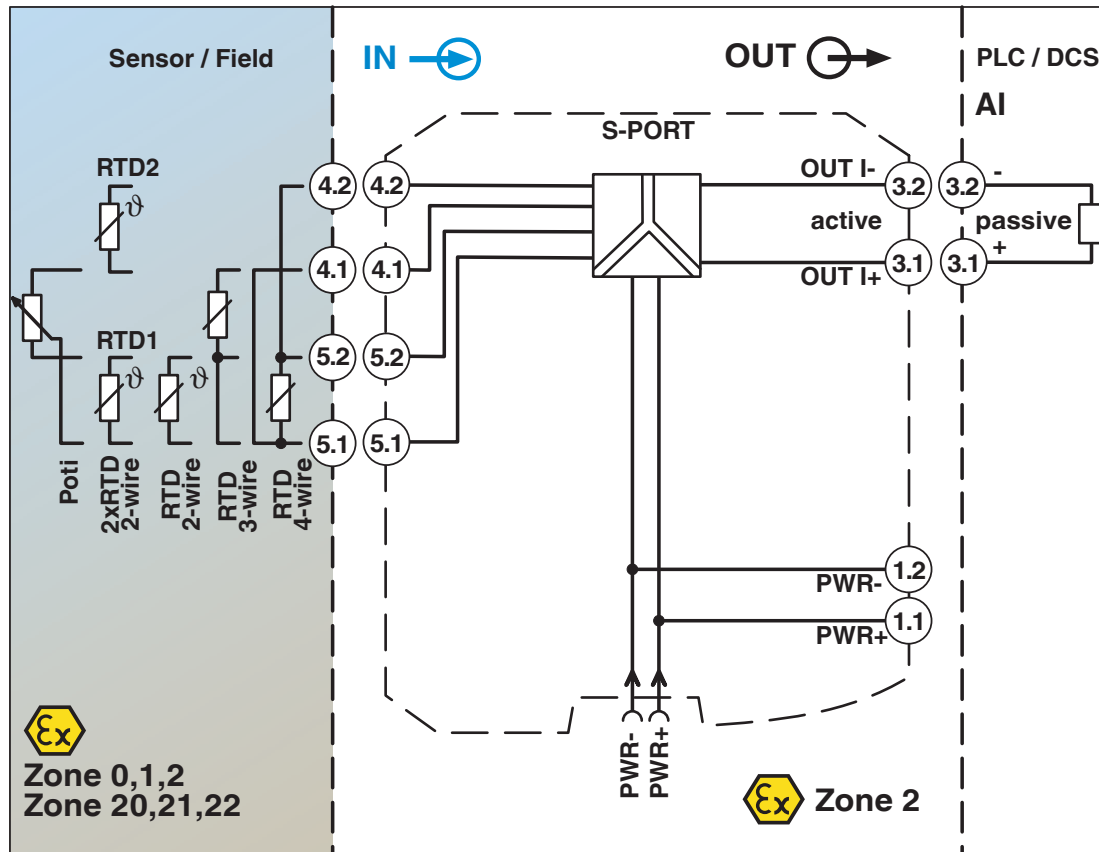 Sensor / Field
IN
OUT
PLC / DCS
AI
S-PORT
RTD2
ϑ
4.2
4.2
OUT I-
3.2
3.2
-
active
passive
4.1
4.1
OUT I+
3.1
3.1
+
RTD1
ϑ
ϑ
5.2
5.2
5.1
5.1
Poti
2xRTD
2-wire
RTD
2-wire
RTD
3-wire
RTD
4-wire
PWR-
1.2
PWR+
1.1
PWR-
PWR+
Ex
Zone 0,1,2
Zone 20,21,22
Ex
Zone 2